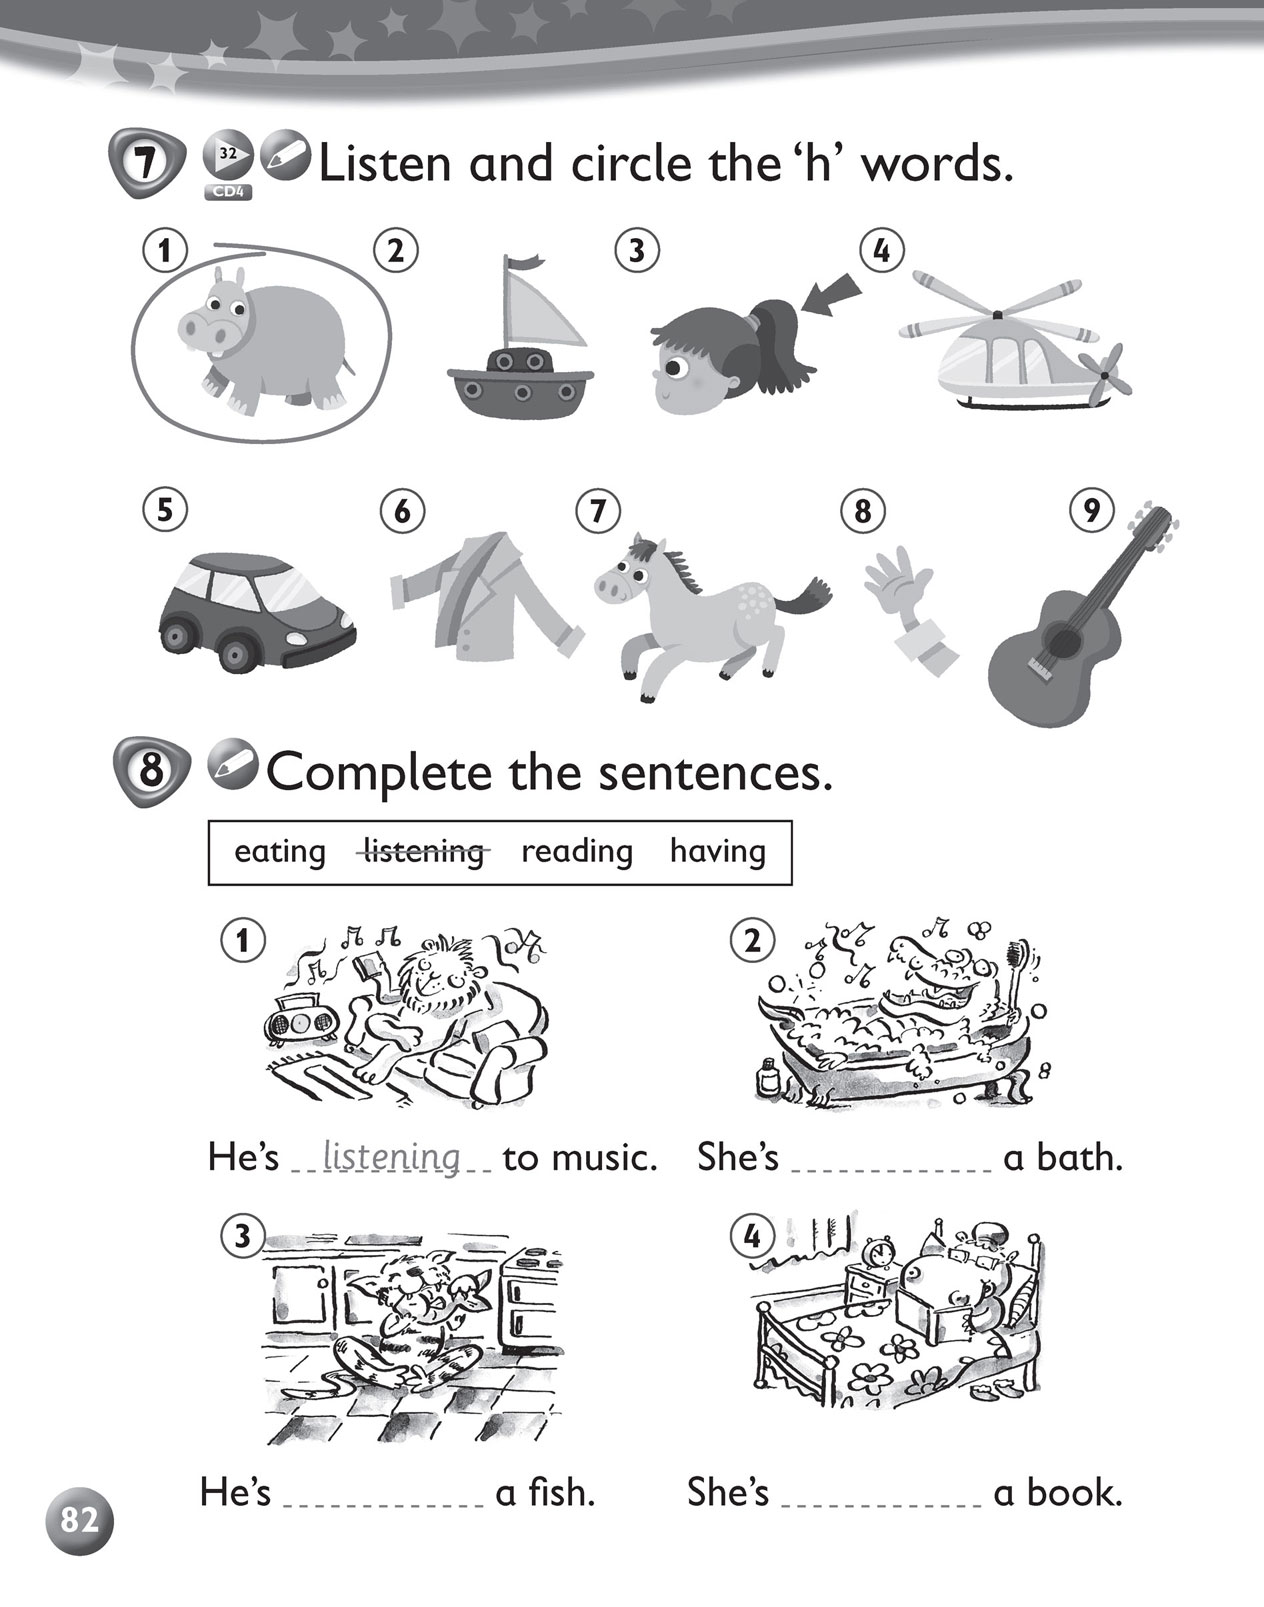 7 32 CD4 Listen and circle the ‘h’ words.
1 2 3 4
5 6 7 8 9
8 Complete the sentences.
eating listening reading having
1 2
He’s listening to music. She’s ____________ a bath.
3 4
He’s ____________ a fish. She’s ____________ a book.
82